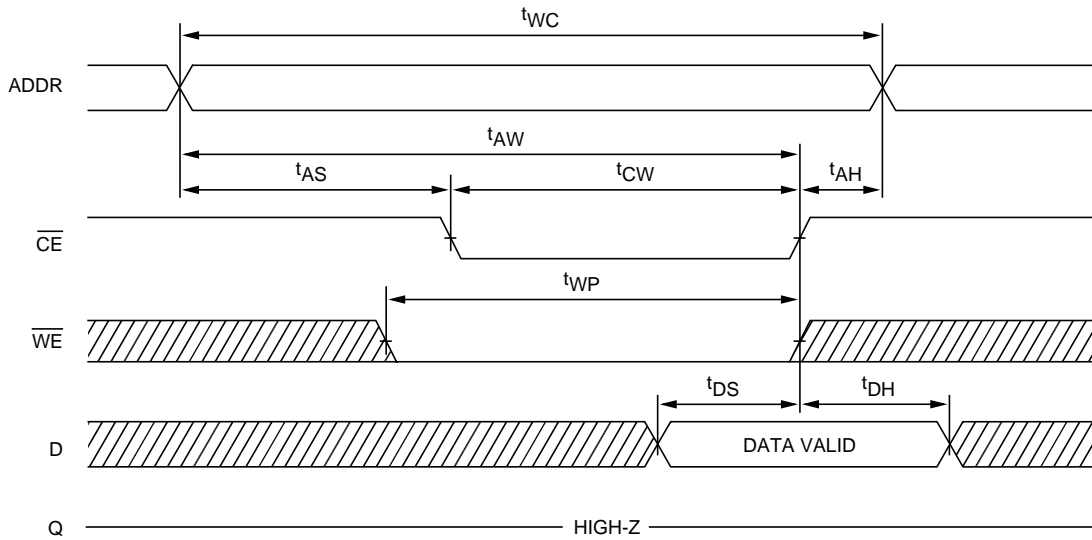 tWC
ADDR
tAW
tAS tCW tAH
CE
tWP
WE
tDS tDH
D DATA VALID
Q HIGH-Z